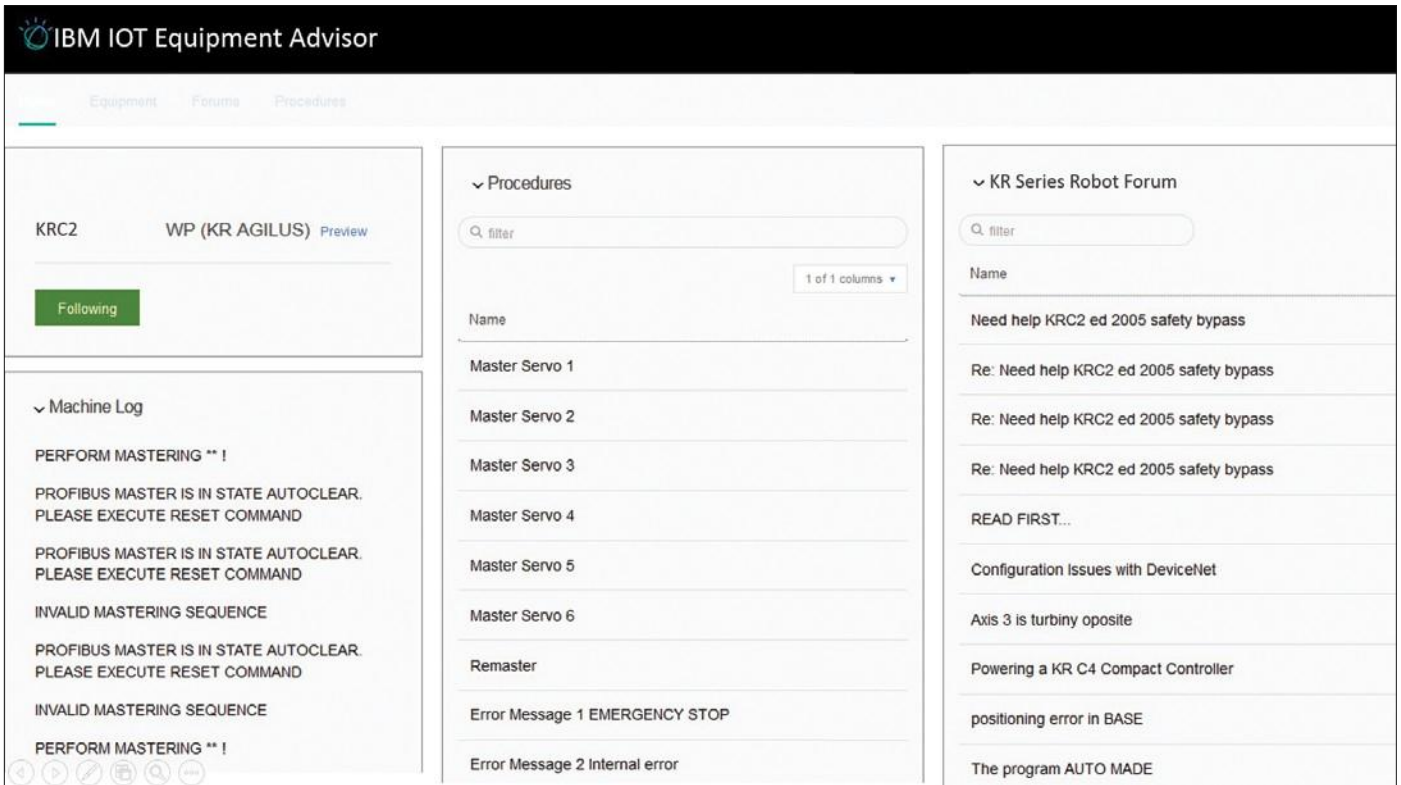 IBM IOT Equipment Advisor
Equipment Forums Procedures
KRC2 WP (KR AGILUS) Preview
Following
Machine Log
PERFORM MASTERING ** !
PROFIBUS MASTER IS IN STATE AUTOCLEAR.
PLEASE EXECUTE RESET COMMAND
PROFIBUS MASTER IS IN STATE AUTOCLEAR.
PLEASE EXECUTE RESET COMMAND
INVALID MASTERING SEQUENCE
PROFIBUS MASTER IS IN STATE AUTOCLEAR.
PLEASE EXECUTE RESET COMMAND
INVALID MASTERING SEQUENCE
PERFORM MASTERING ** !
Procedures
filter
1 of 1 columns
Name
Master Servo 1
Master Servo 2
Master Servo 3
Master Servo 4
Master Servo 5
Master Servo 6
Remaster
Error Message 1 EMERGENCY STOP
Error Message 2 Internal error
KR Series Robot Forum
filter
Name
Need help KRC2 ed 2005 safety bypass
Re: Need help KRC2 ed 2005 safety bypass
Re: Need help KRC2 ed 2005 safety bypass
Re: Need help KRC2 ed 2005 safety bypass
READ FIRST...
Configuration Issues with DeviceNet
Axis 3 is turbiny oposite
Powering a KR C4 Compact Controller
positioning error in BASE
The program AUTO MADE